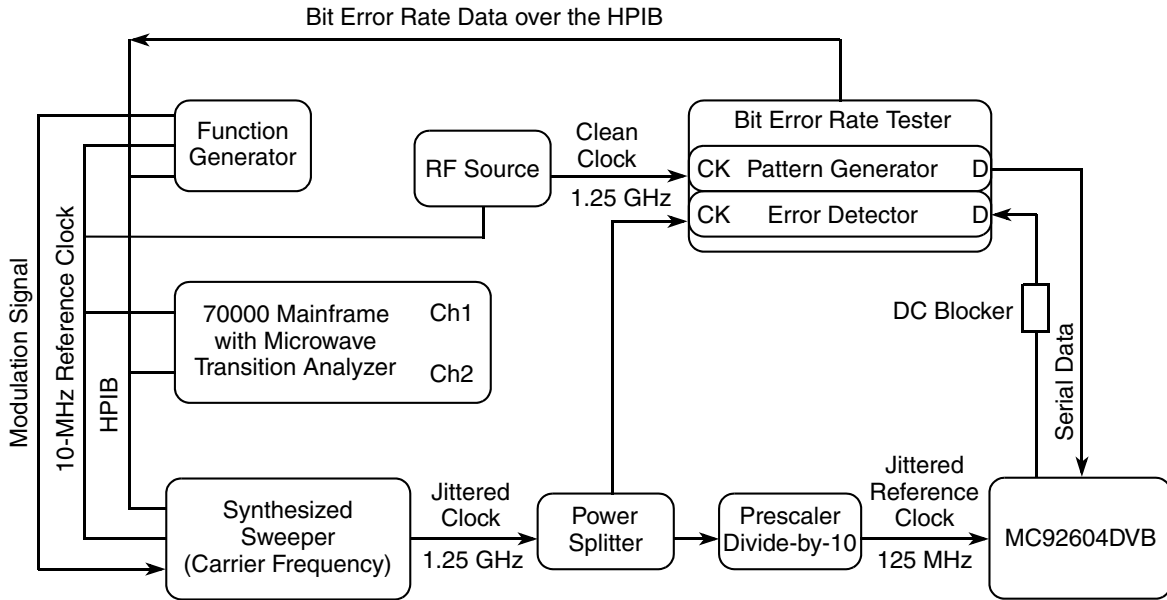 Bit Error Rate Data over the HPIB
Function
Generator
RF Source
Clean
Clock
1.25 GHz
Bit Error Rate Tester
CK Pattern Generator D
CK Error Detector D
Modulation Signal
10-MHz Reference Clock
HPIB
70000 Mainframe
with Microwave
Transition Analyzer
Ch1
Ch2
DC Blocker
Serial Data
Synthesized
Sweeper
(Carrier Frequency)
Jittered
Clock
1.25 GHz
Power
Splitter
Prescaler
Divide-by-10
Jittered
Reference
Clock
125 MHz
MC92604DVB